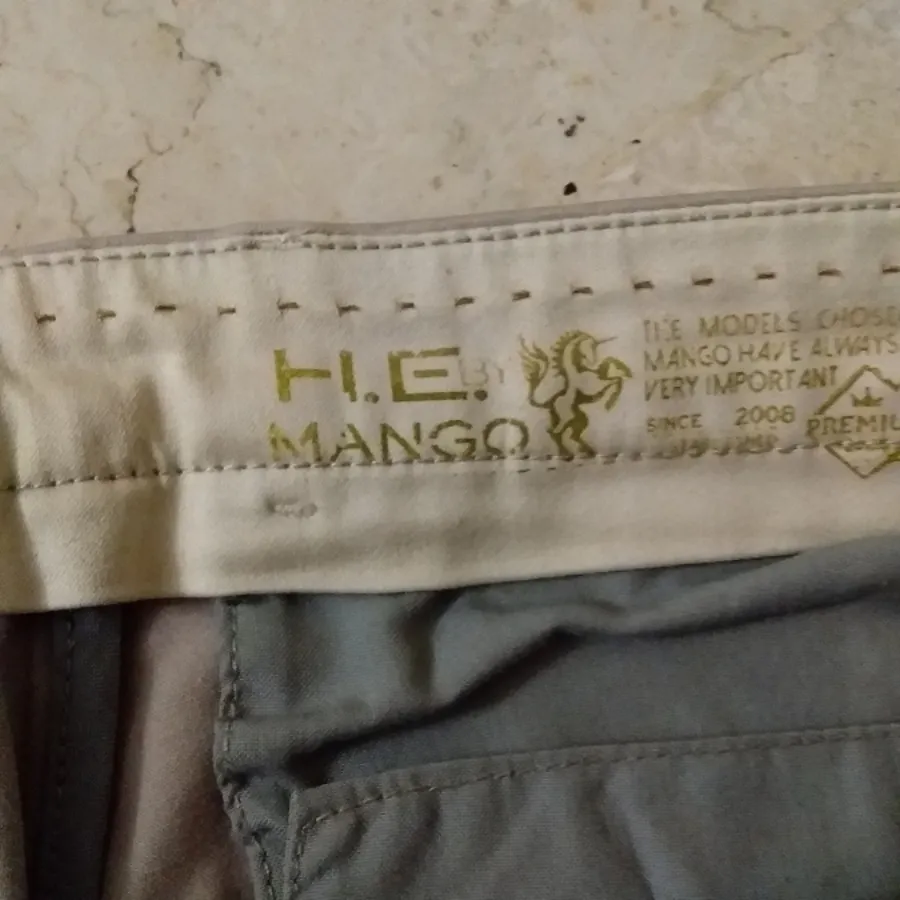 H.E. BY
MANGO
THE MODELS CHOSE
MANGO HAVE ALWAYS
VERY IMPORTANT
SINCE 2008
PREMIU